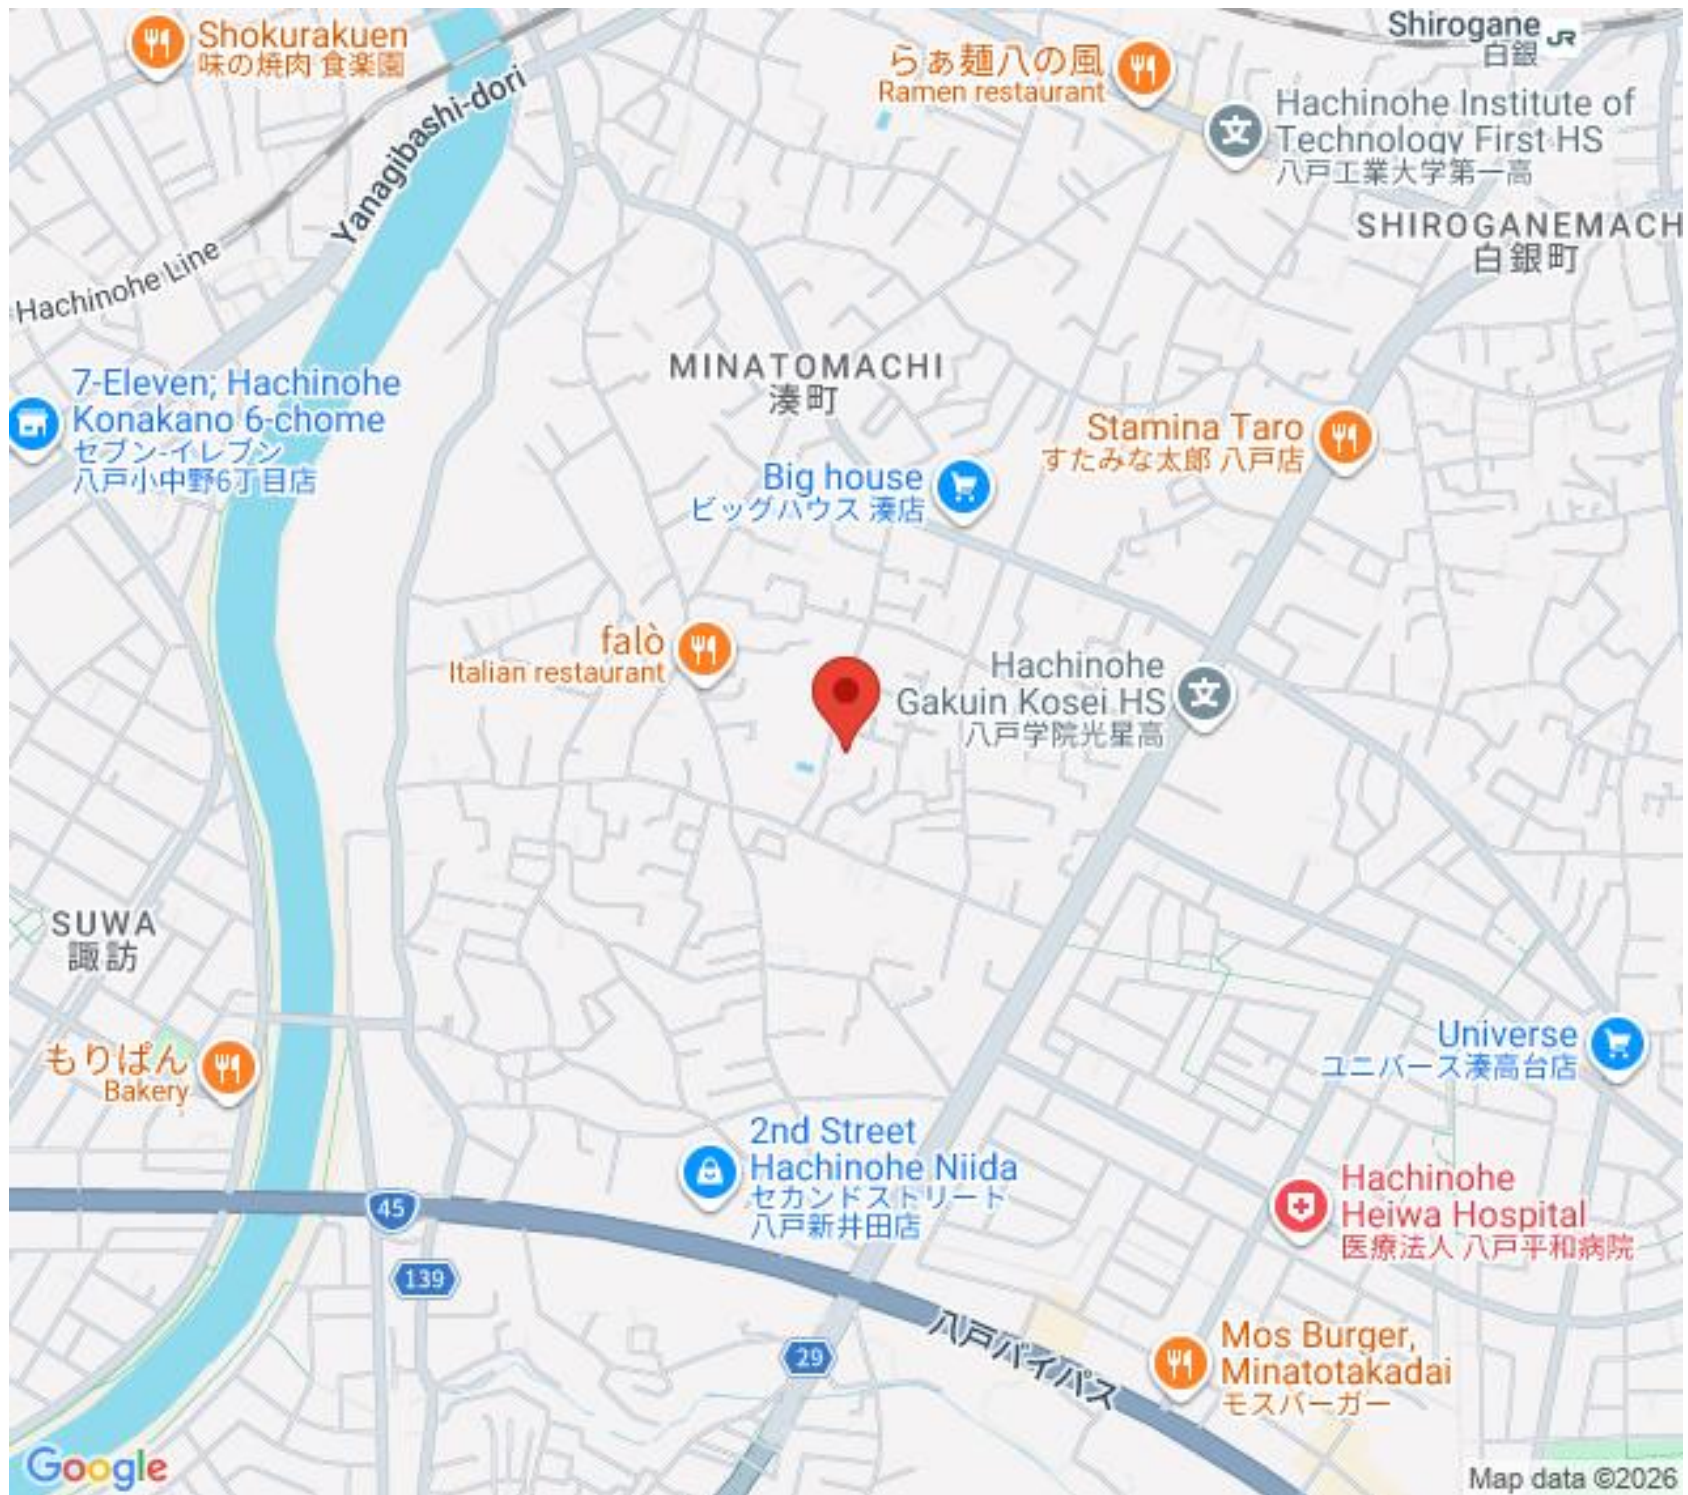 Shokurakuen
味の焼肉 食楽園
Yanagibashi-dori
Hachinohe Line
らぁ麺八の風
Ramen restaurant
Shirogane
白銀
JR
Hachinohe Institute of
Technology First HS
八戸工業大学第一高
SHIROGANEMACH
白銀町
7-Eleven; Hachinohe
Konakano 6-chome
セブン-イレブン
八戸小中野6丁目店
MINATOMACHI
湊町
Stamina Taro
すたみな太郎 八戸店
Big house
ビッグハウス 湊店
falò
Italian restaurant
Hachinohe
Gakuin Kosei HS
八戸学院光星高
SUWA
諏訪
もりぱん
Bakery
Universe
ユニバース湊高台店
2nd Street
Hachinohe Niida
セカンドストリート
八戸新井田店
Hachinohe
Heiwa Hospital
医療法人 八戸平和病院
45
139
29
八戸バイパス
Mos Burger,
Minatotakadai
モスバーガー
Google
Map data ©2026